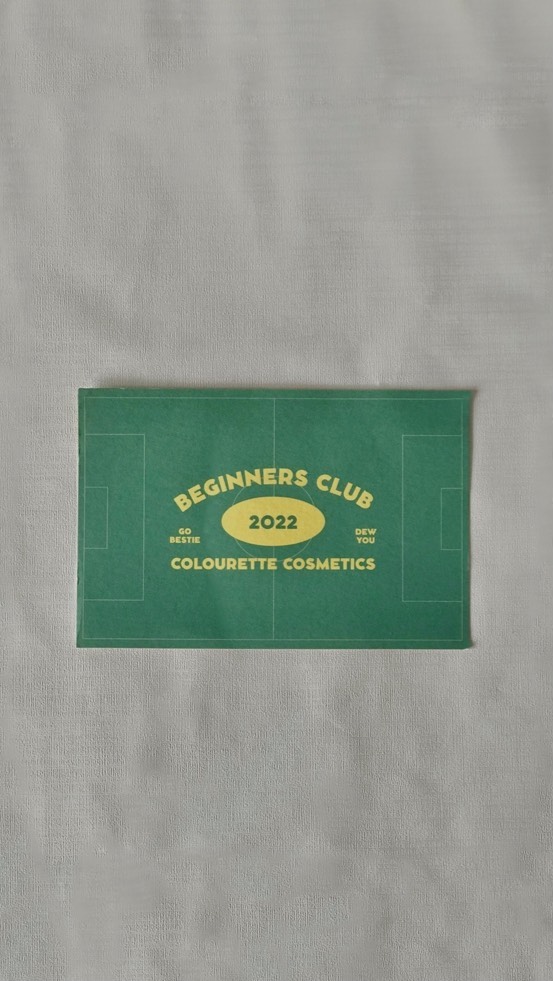 BEGINNERS CLUB
2022
GO
BESTIE
DEW
YOU
COLOURETTE COSMETICS